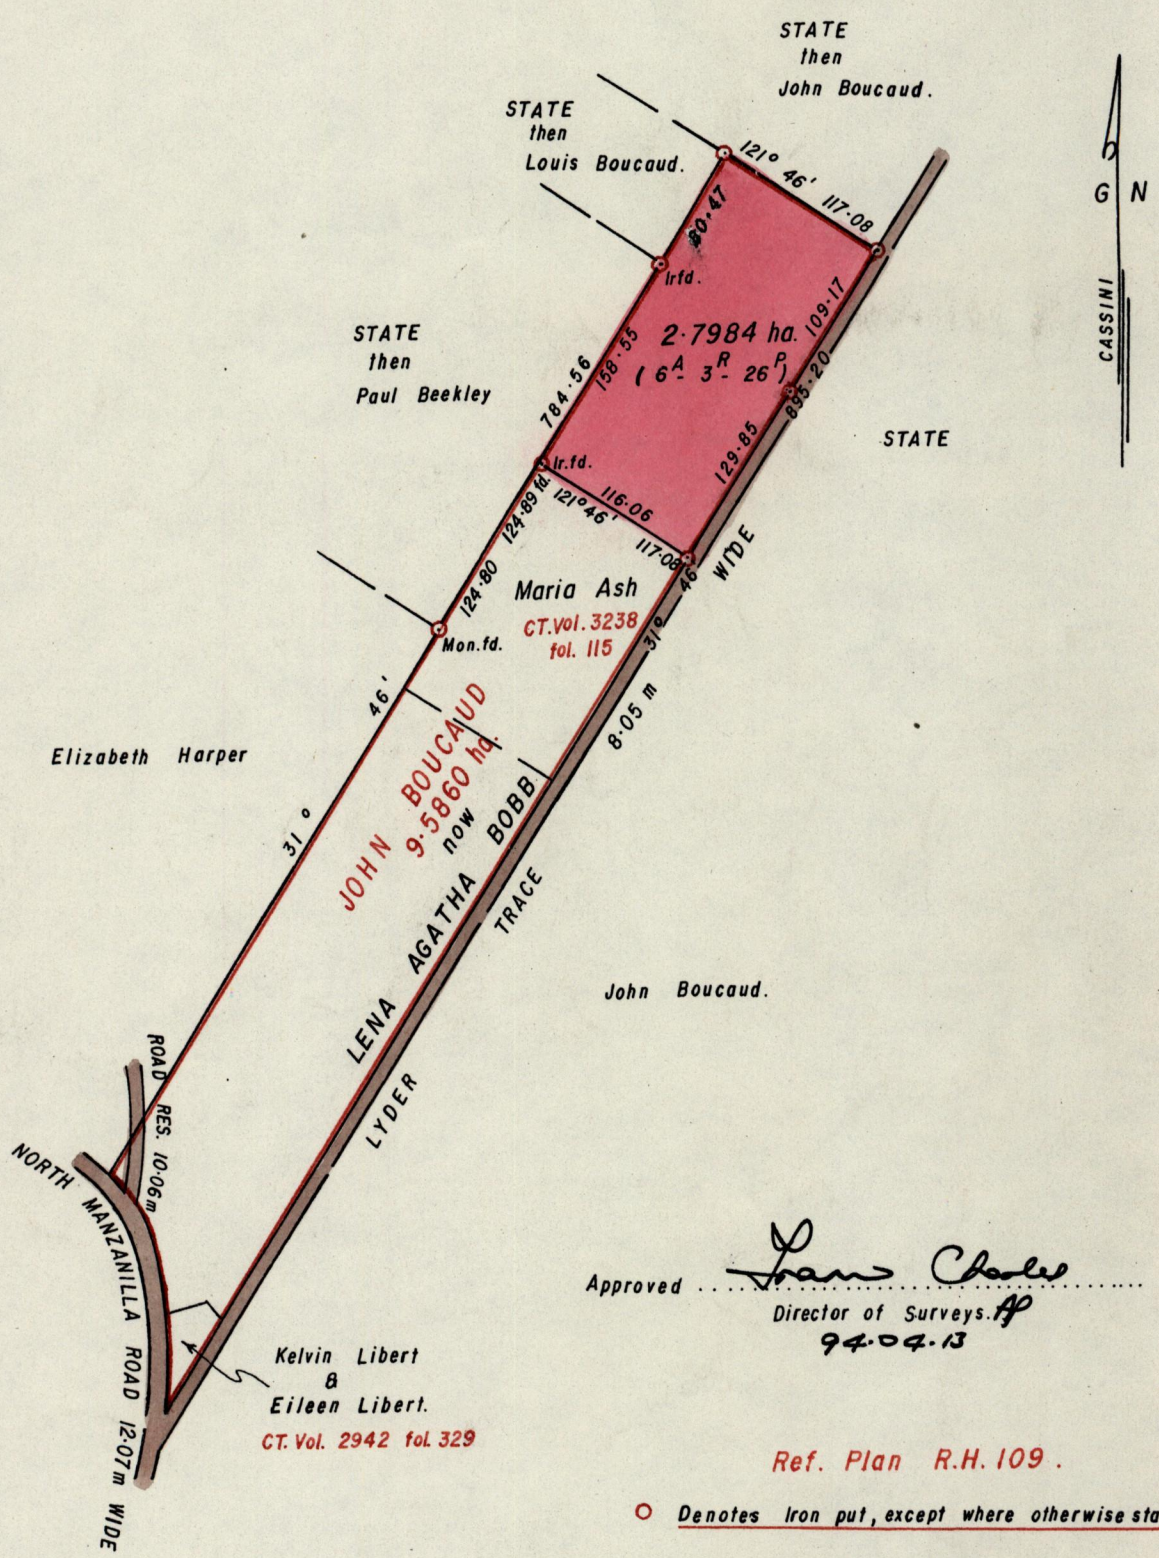 STATE
then
John Boucaud.
STATE
then
Louis Boucaud.
121° 46'
117·08
G N
CASSINI
80·47
Irfd.
109·17
2·7984 ha.
( 6A- 3R- 26P )
STATE
then
Paul Beekley
784·56
158·55
895·20
STATE
129·85
Ir.fd.
116·06
121°46'
117·08
124·89 fd.
124·80
46'
WIDE
Maria Ash
CT.Vol.3238
fol. 115
31°
Mon.fd.
8·05 m
46'
31°
Elizabeth Harper
JOHN BOUCAUD
9·5860 ha.
now
LENA AGATHA BOBB
LYDER TRACE
John Boucaud.
ROAD RES. 10·06m
NORTH MANZANILLA ROAD 12·07m WIDE
Kelvin Libert
&
Eileen Libert.
CT. Vol. 2942 fol. 329
Approved
Director of Surveys.
94·04·13
Ref. Plan R.H. 109 .
O Denotes Iron put, except where otherwise sta